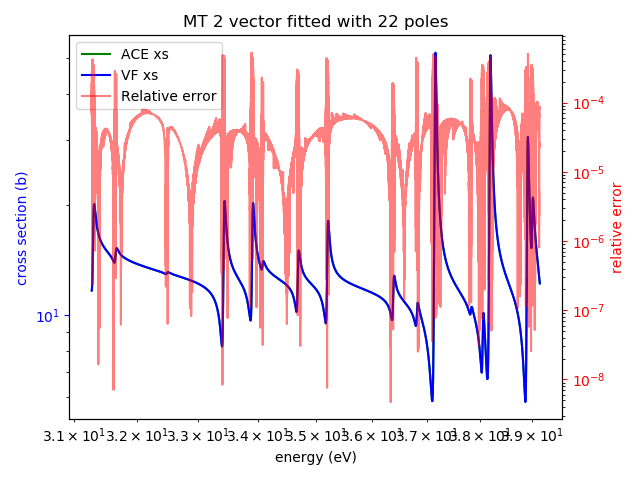 MT 2 vector fitted with 22 poles
ACE xs
VF xs
Relative error
cross section (b)
10¹
10⁻⁴
10⁻⁵
10⁻⁶
10⁻⁷
10⁻⁸
relative error
3.1 × 10¹ 3.2 × 10¹ 3.3 × 10¹ 3.4 × 10¹ 3.5 × 10¹ 3.6 × 10¹ 3.7 × 10¹ 3.8 × 10¹ 3.9 × 10¹
energy (eV)